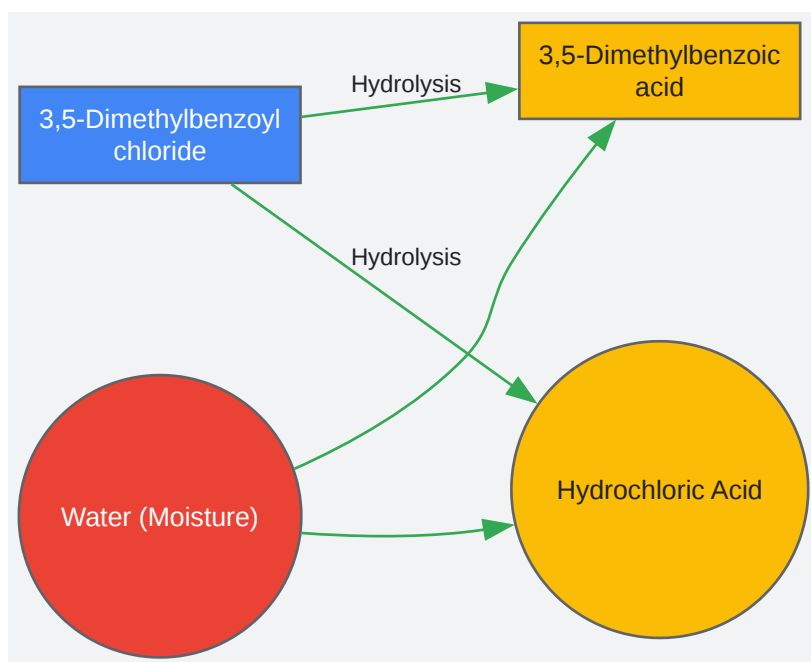 3,5-Dimethylbenzoyl
chloride
Hydrolysis
3,5-Dimethylbenzoic
acid
Hydrolysis
Water (Moisture)
Hydrochloric Acid